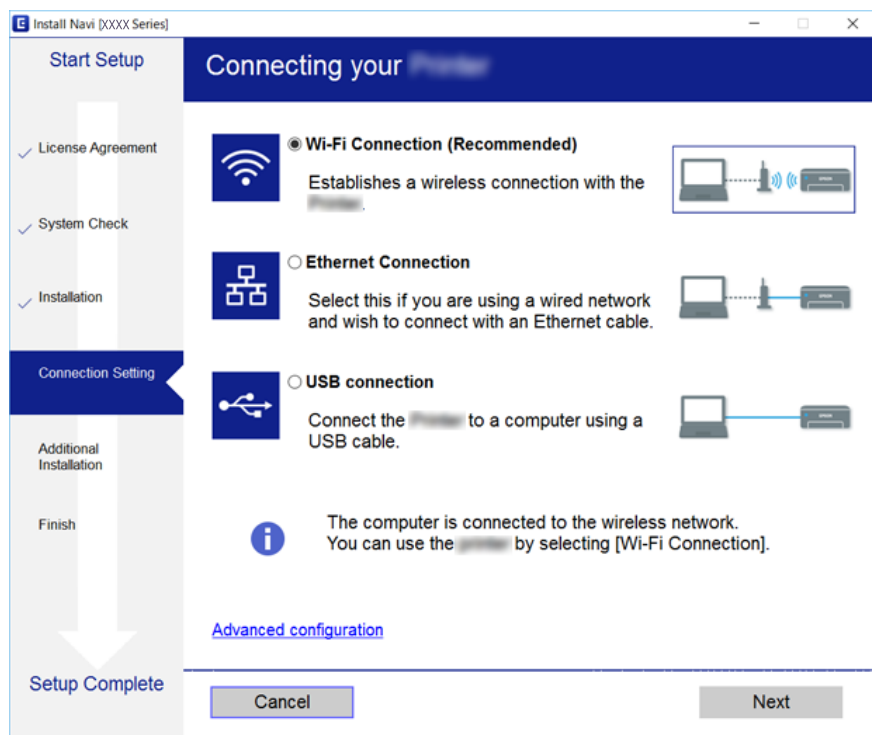 Install Navi [XXXX Series]
Start Setup
License Agreement
System Check
Installation
Connection Setting
Additional
Installation
Finish
Setup Complete
Connecting your
Wi-Fi Connection (Recommended)
Establishes a wireless connection with the
.
Ethernet Connection
Select this if you are using a wired network
and wish to connect with an Ethernet cable.
USB connection
Connect the to a computer using a
USB cable.
The computer is connected to the wireless network.
You can use the by selecting [Wi-Fi Connection].
Advanced configuration
Cancel
Next